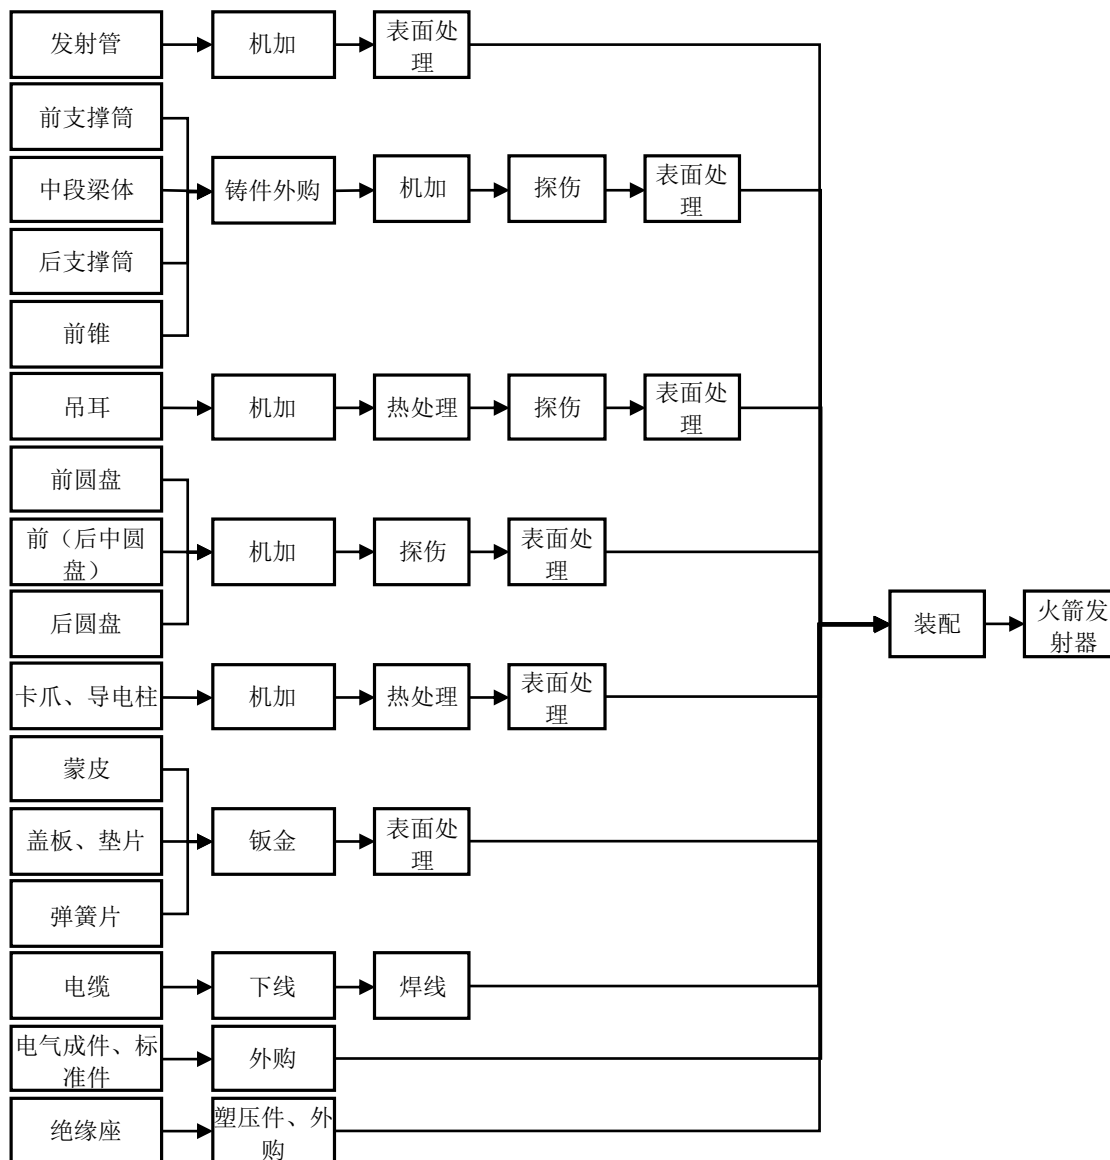 发射管
机加
表面处
理
前支撑筒
中段梁体
铸件外购
机加
探伤
表面处
理
后支撑筒
前锥
吊耳
机加
热处理
探伤
表面处
理
前圆盘
前（后中圆
盘）
机加
探伤
表面处
理
后圆盘
装配
火箭发
射器
卡爪、导电柱
机加
热处理
表面处
理
蒙皮
盖板、垫片
钣金
表面处
理
弹簧片
电缆
下线
焊线
电气成件、标
准件
外购
绝缘座
塑压件、外
购